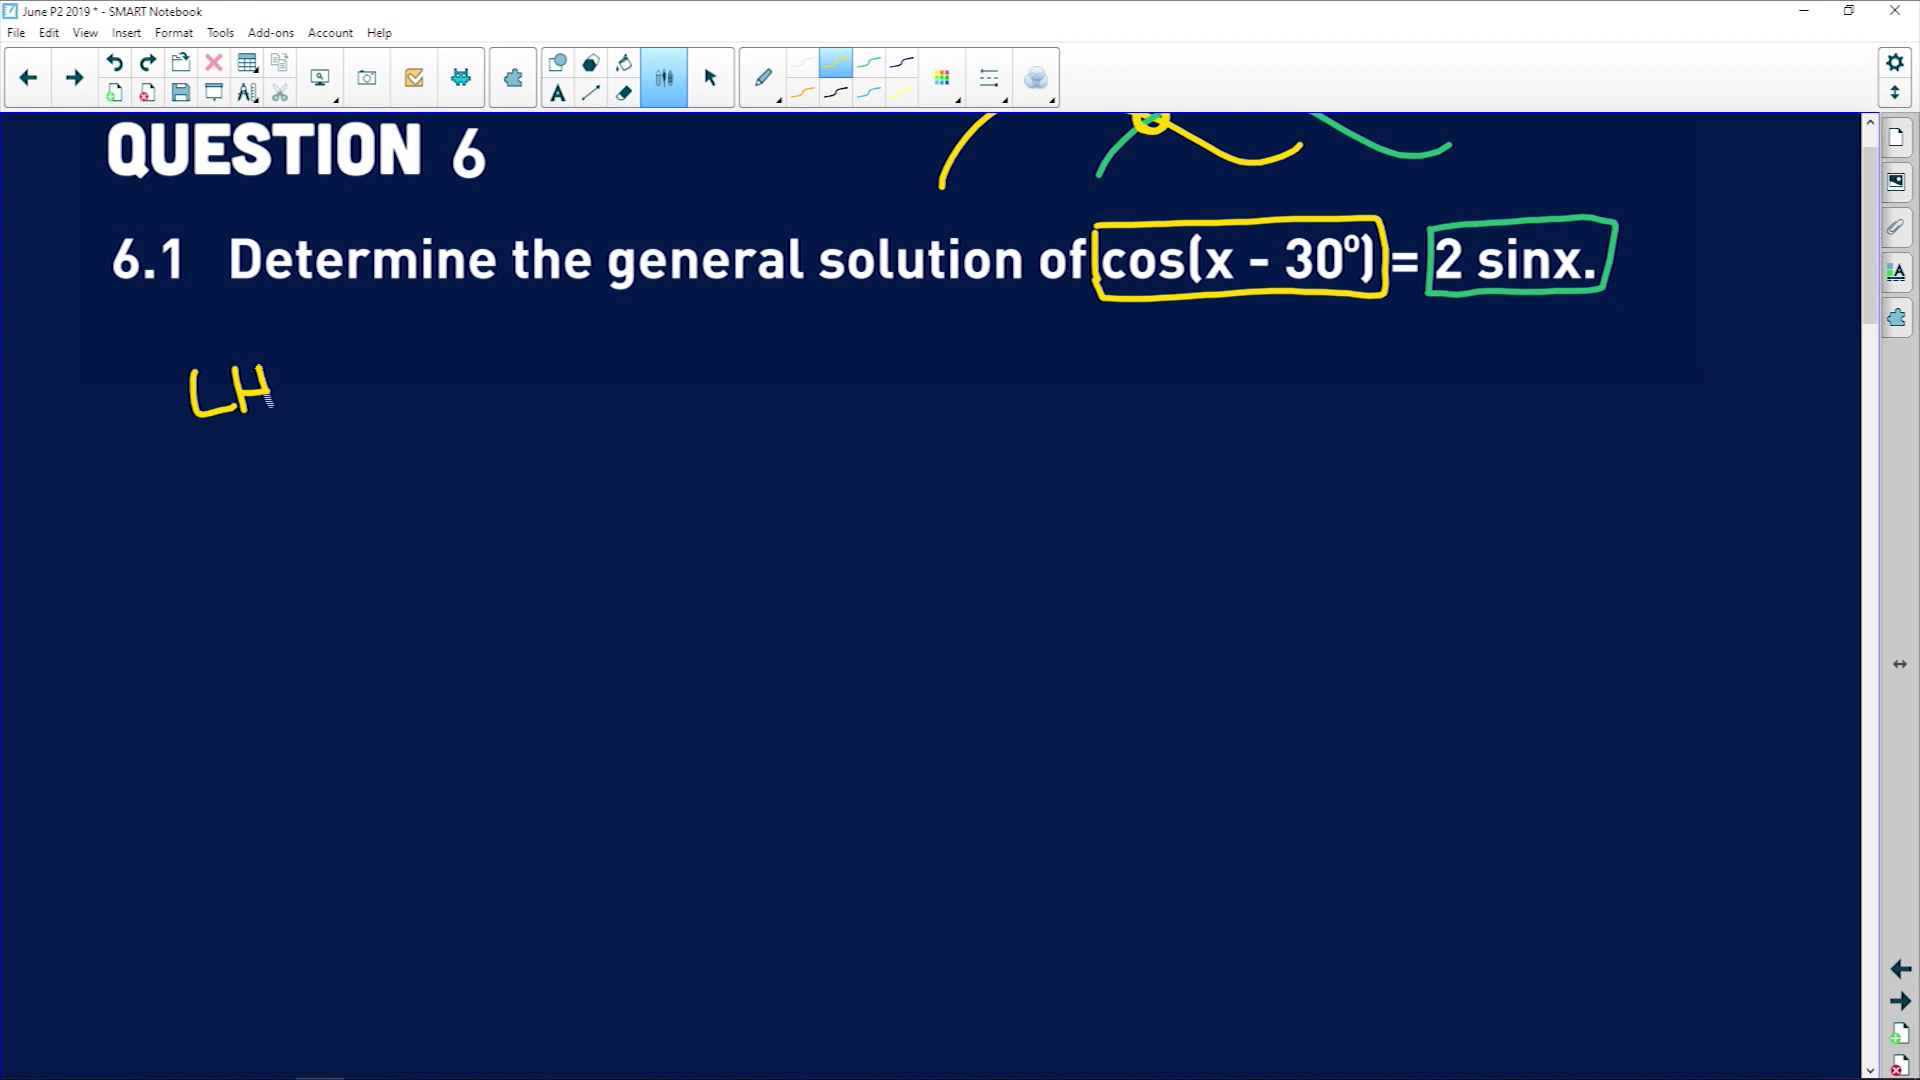 June P2 2019 * - SMART Notebook
File Edit View Insert Format Tools Add-ons Account Help
QUESTION 6
6.1 Determine the general solution of cos(x - 30º) = 2 sinx.
LH